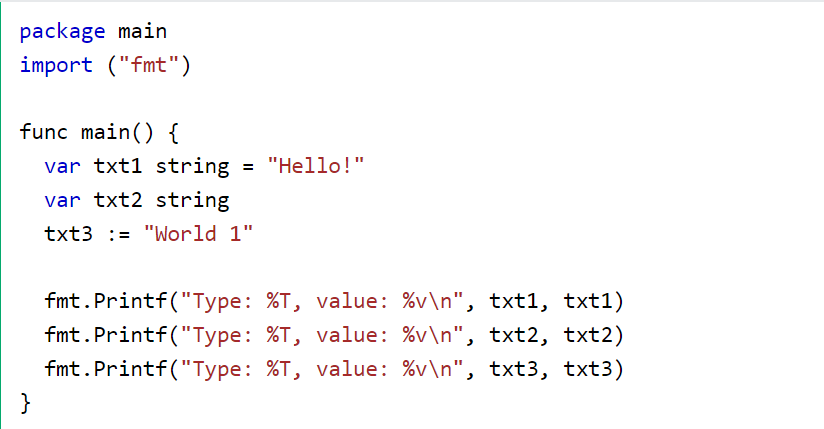 package main
import ("fmt")
func main() {
var txt1 string = "Hello!"
var txt2 string
txt3 := "World 1"
fmt.Printf("Type: %T, value: %v\n", txt1, txt1)
fmt.Printf("Type: %T, value: %v\n", txt2, txt2)
fmt.Printf("Type: %T, value: %v\n", txt3, txt3)
}